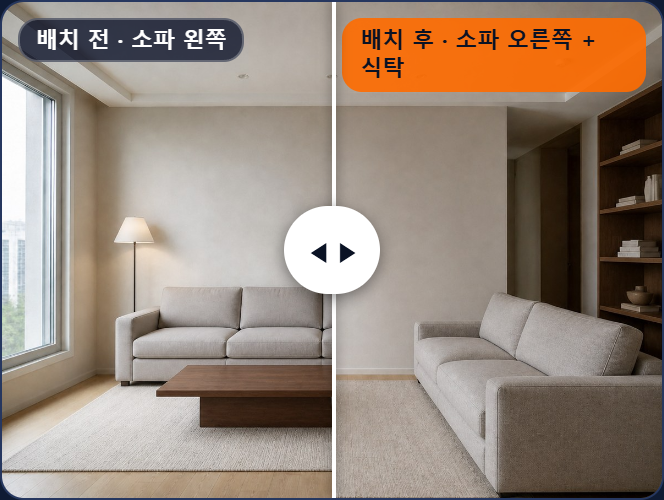 배치 전 · 소파 왼쪽
배치 후 · 소파 오른쪽 +
식탁